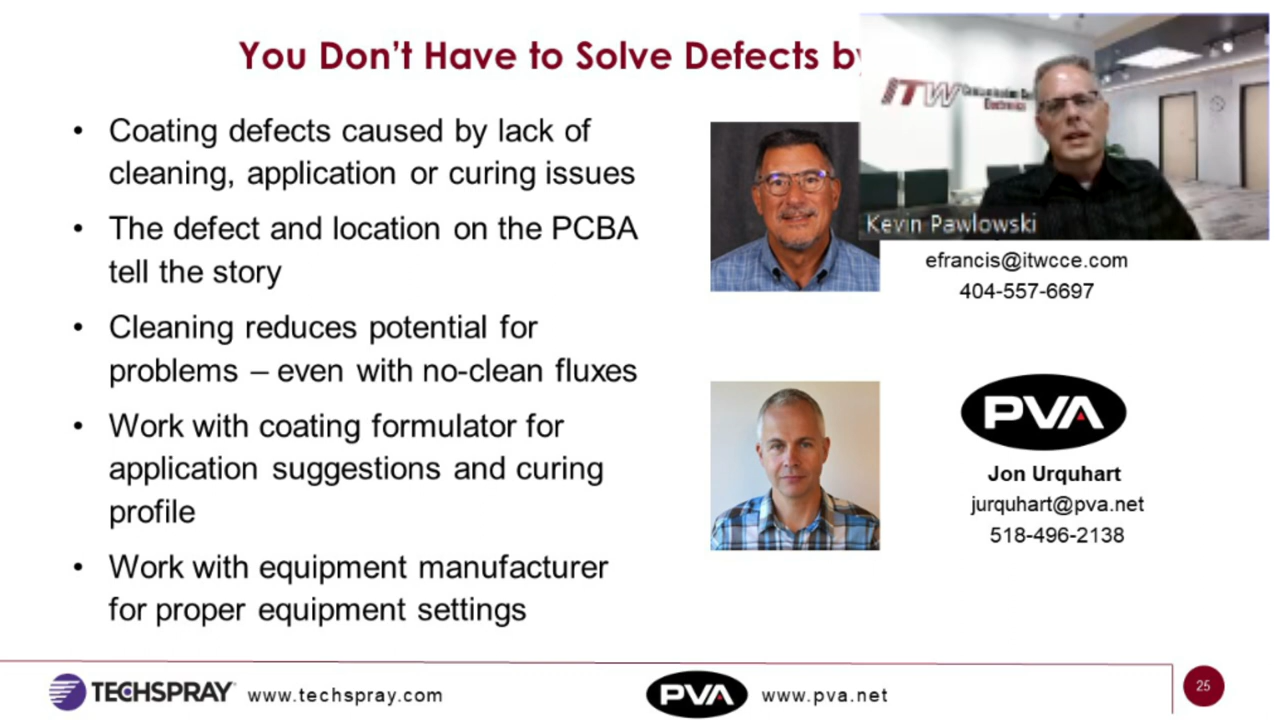 You Don't Have to Solve Defects by
• Coating defects caused by lack of
cleaning, application or curing issues
• The defect and location on the PCBA
tell the story
• Cleaning reduces potential for
problems – even with no-clean fluxes
• Work with coating formulator for
application suggestions and curing
profile
• Work with equipment manufacturer
for proper equipment settings
ITW
Electronics
Kevin Pawlowski
efrancis@itwcce.com
404-557-6697
PVA
Jon Urquhart
jurquhart@pva.net
518-496-2138
TECHSPRAY www.techspray.com
PVA www.pva.net
25